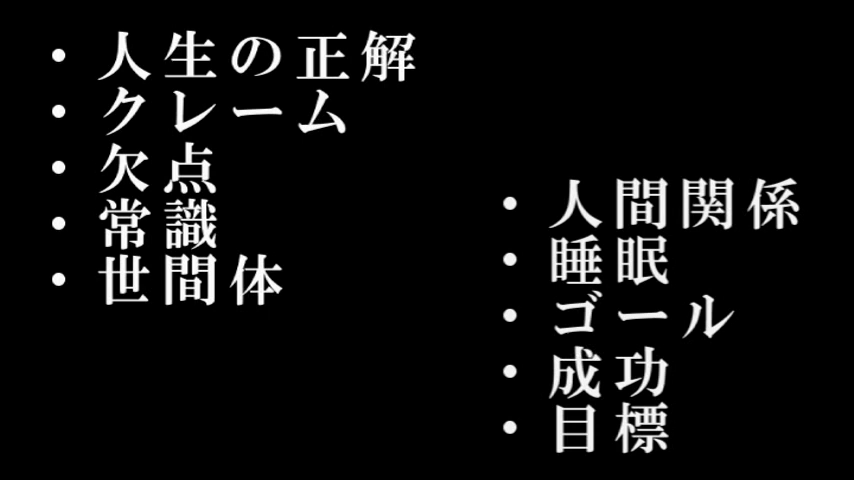 ・人生の正解
・クレーム
・欠点
・常識
・世間体
・人間関係
・睡眠
・ゴール
・成功
・目標